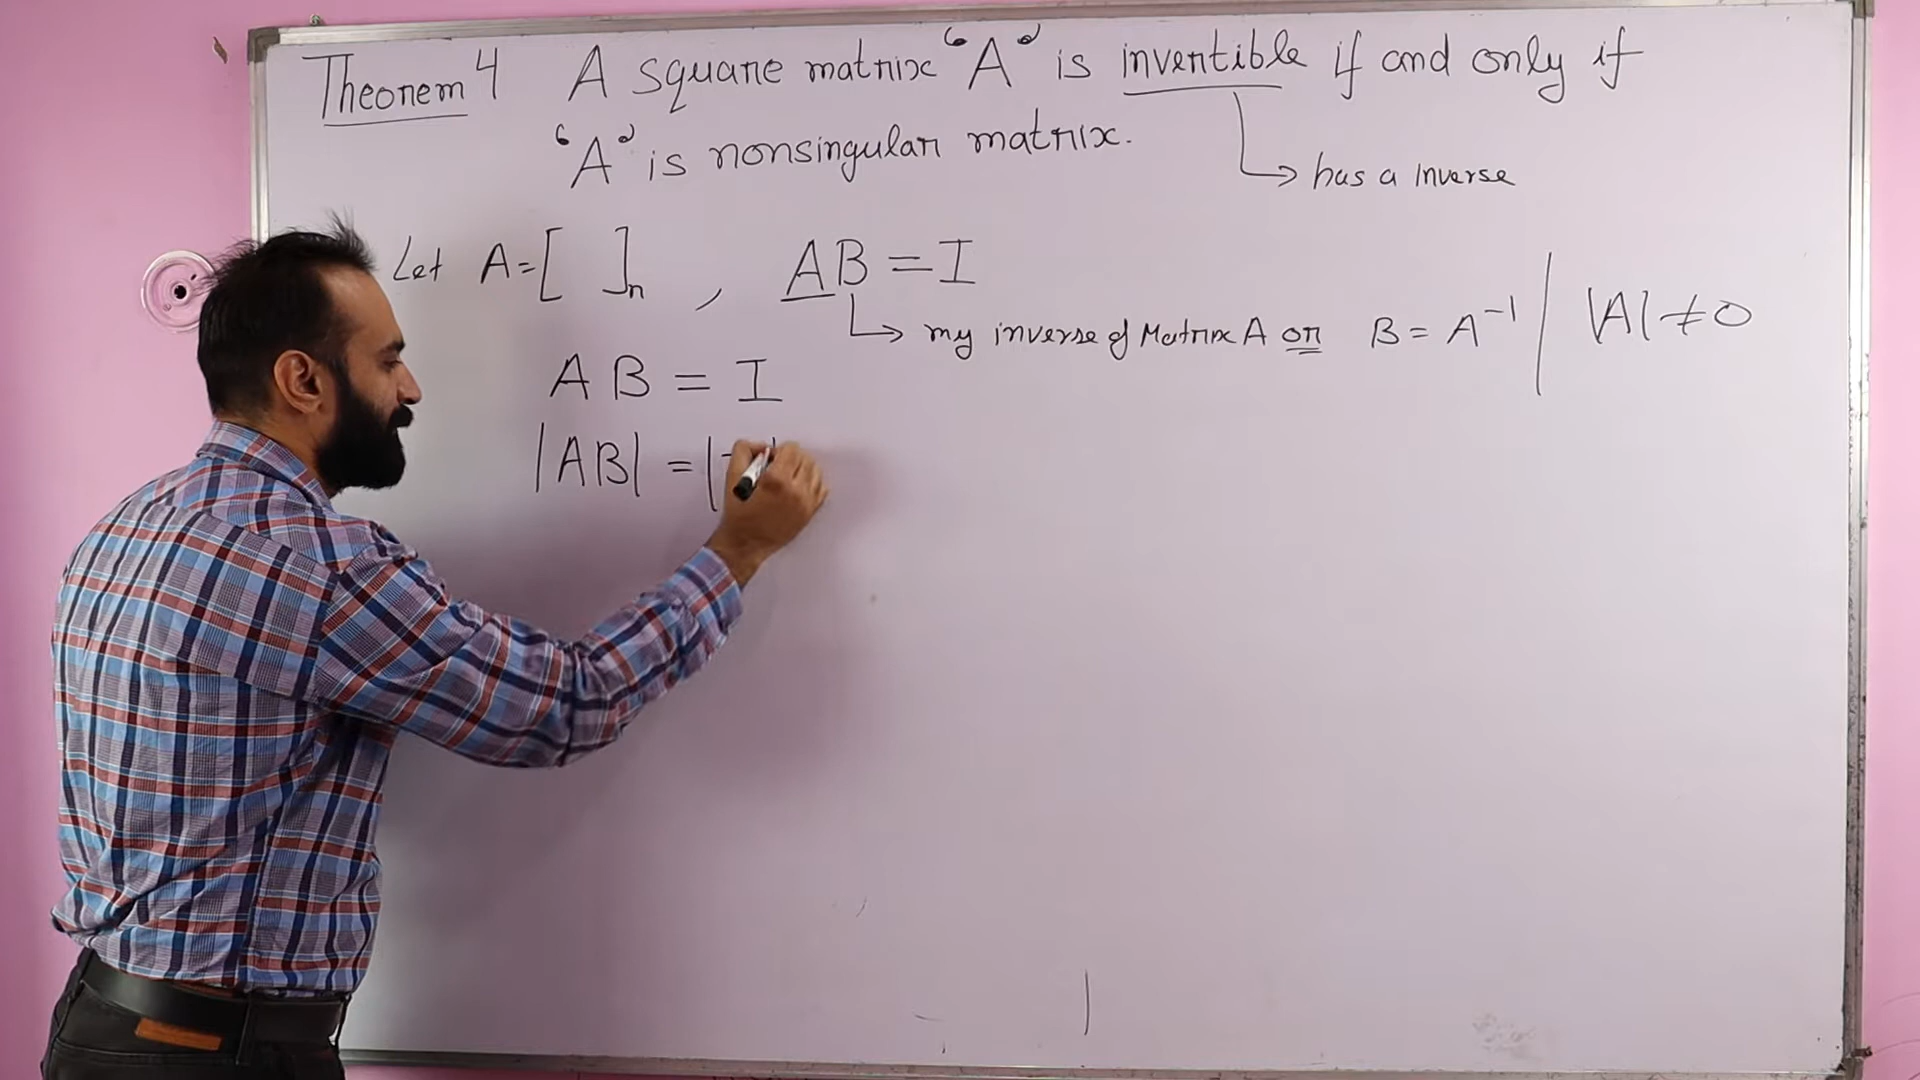 Theorem 4 A square matrix ‘A’ is invertible if and only if
‘A’ is nonsingular matrix.
→ has a inverse
Let A = [ ]n , AB = I
→ my inverse of Matrix A or B = A⁻¹ | |A| ≠ 0
AB = I
|AB| = |